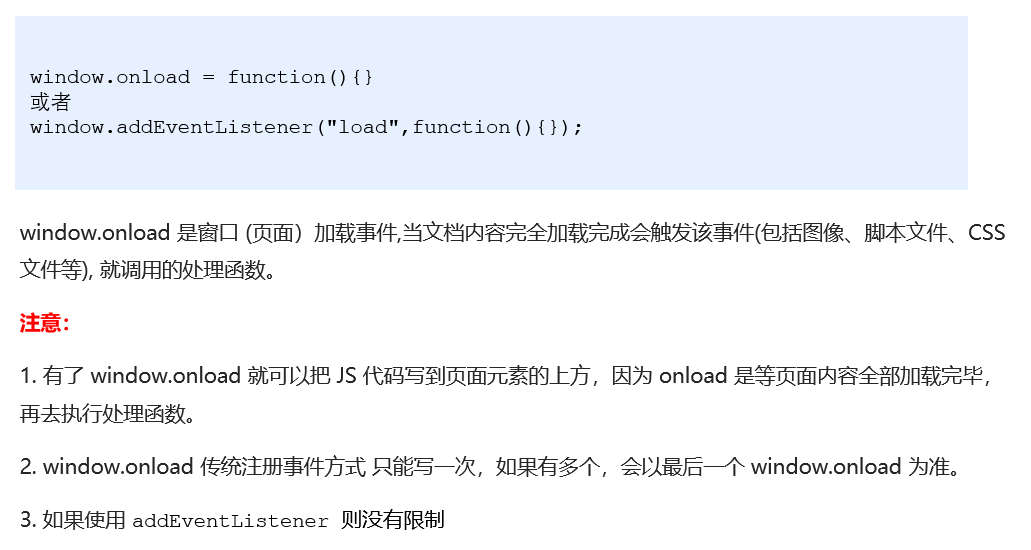 window.onload = function(){}
或者
window.addEventListener("load",function(){});
window.onload 是窗口 (页面）加载事件,当文档内容完全加载完成会触发该事件(包括图像、脚本文件、CSS
文件等), 就调用的处理函数。
注意：
1. 有了 window.onload 就可以把 JS 代码写到页面元素的上方，因为 onload 是等页面内容全部加载完毕，
再去执行处理函数。
2. window.onload 传统注册事件方式 只能写一次，如果有多个，会以最后一个 window.onload 为准。
3. 如果使用 addEventListener 则没有限制